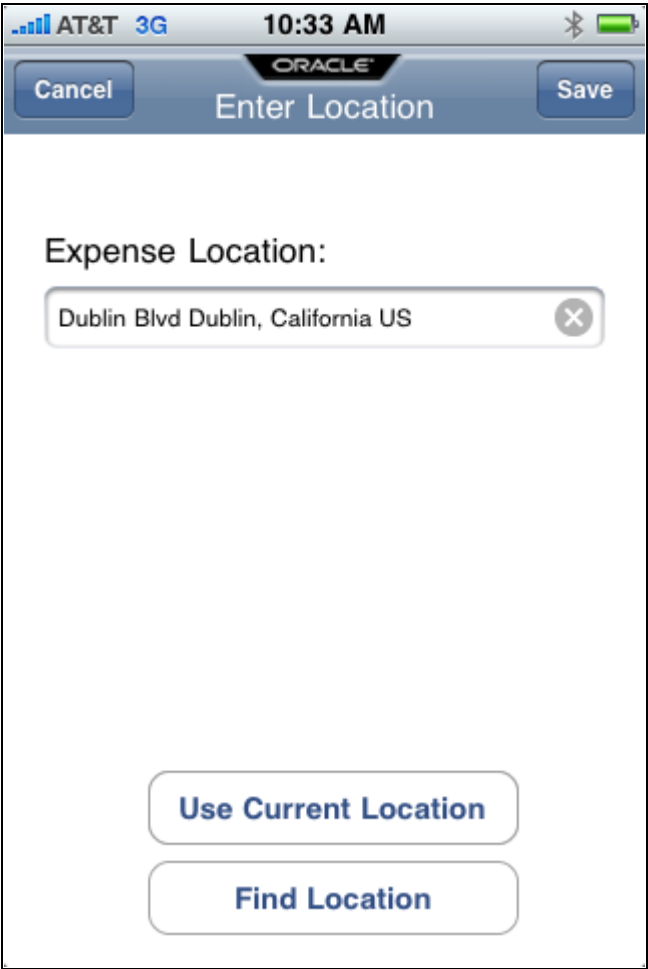 AT&T 3G 10:33 AM
ORACLE
Cancel Enter Location Save
Expense Location:
Dublin Blvd Dublin, California US
Use Current Location
Find Location